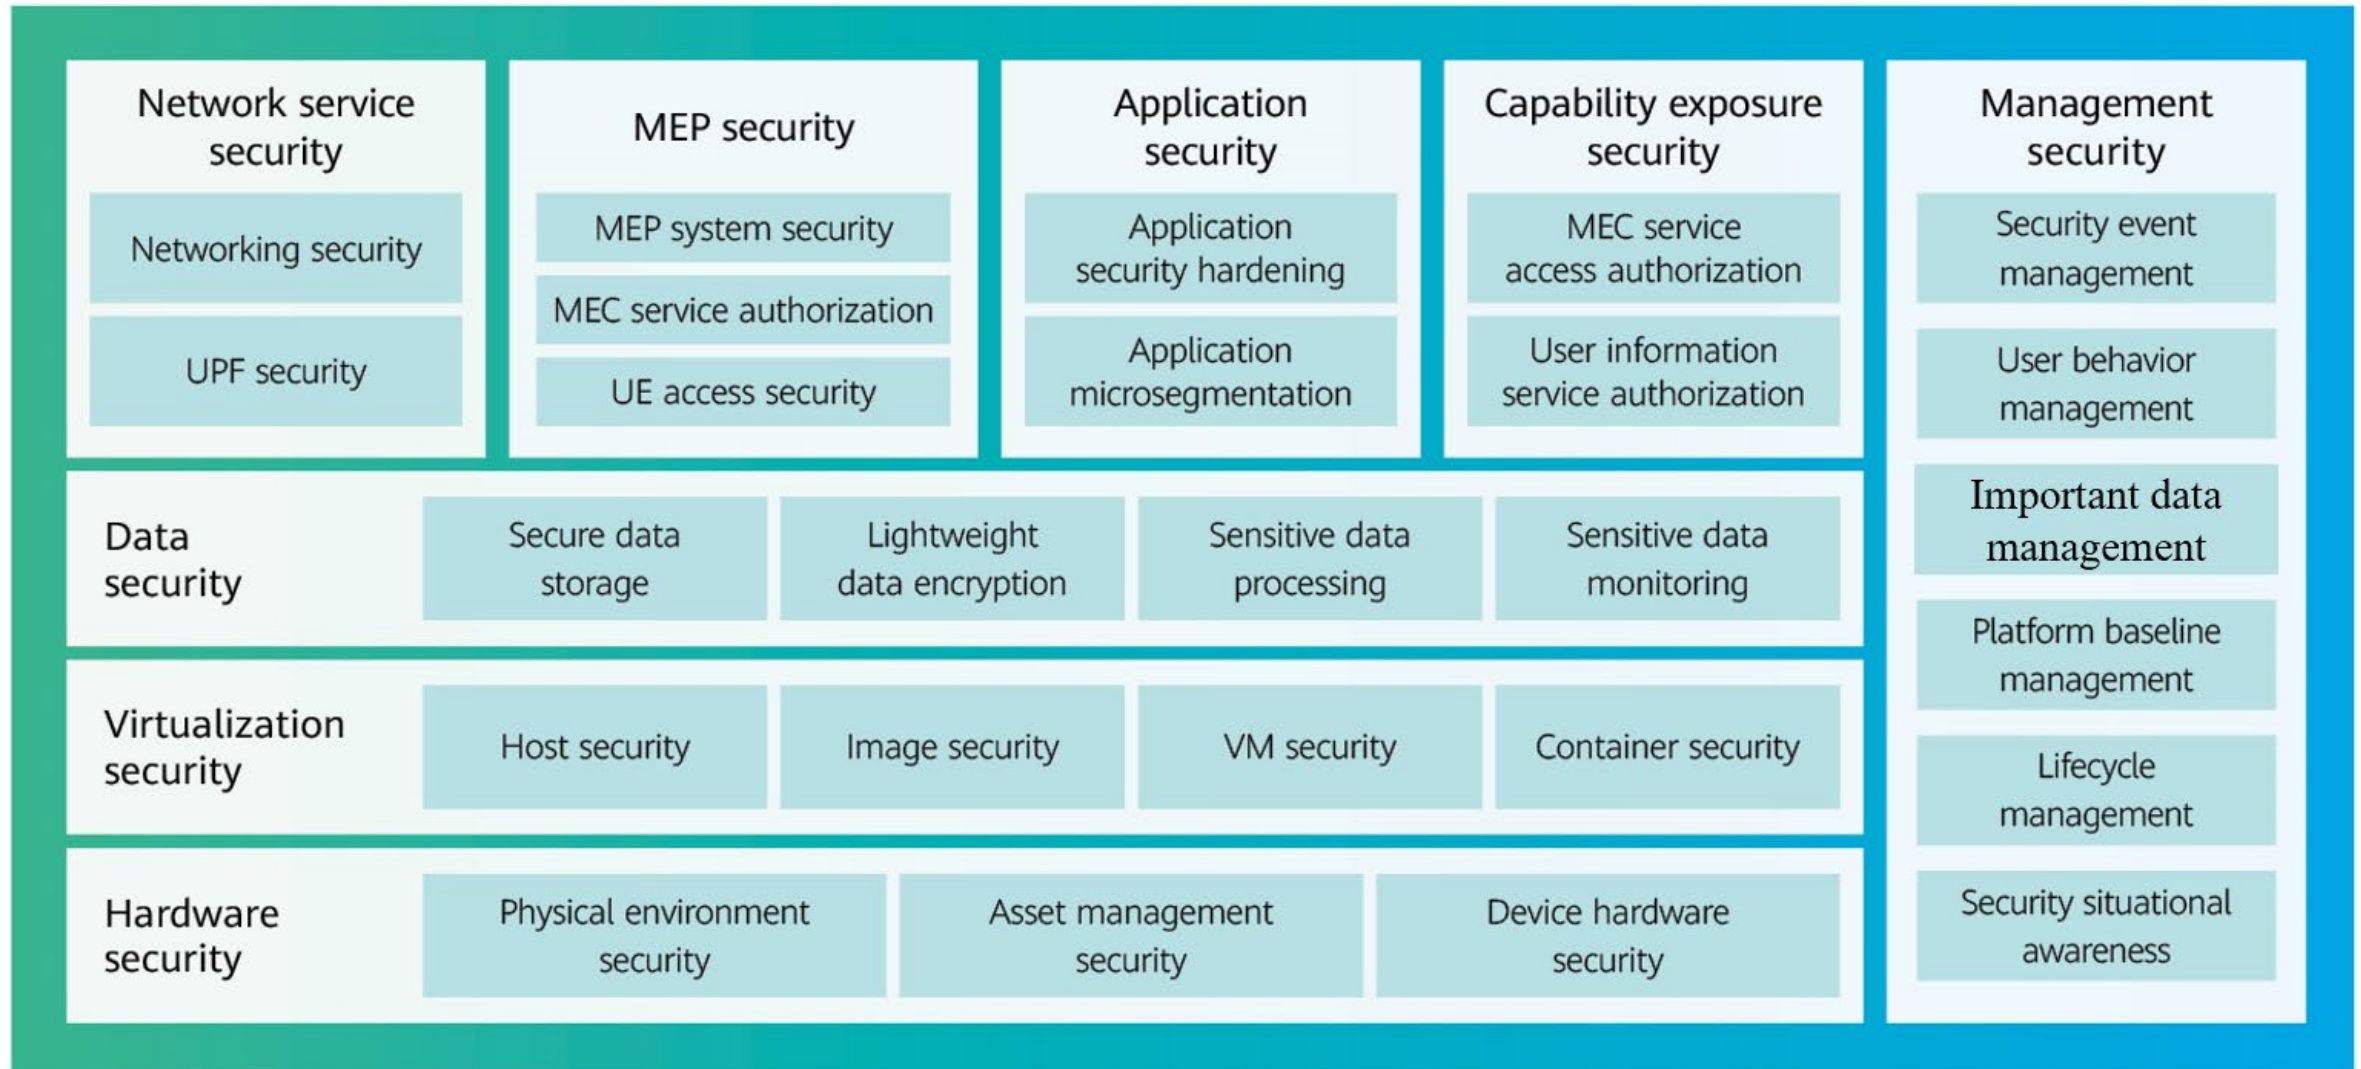 Network service
security
Networking security
UPF security
MEP security
MEP system security
MEC service authorization
UE access security
Application
security
Application
security hardening
Application
microsegmentation
Capability exposure
security
MEC service
access authorization
User information
service authorization
Management
security
Security event
management
User behavior
management
Important data
management
Platform baseline
management
Lifecycle
management
Security situational
awareness
Data
security
Secure data
storage
Lightweight
data encryption
Sensitive data
processing
Sensitive data
monitoring
Virtualization
security
Host security
Image security
VM security
Container security
Hardware
security
Physical environment
security
Asset management
security
Device hardware
security